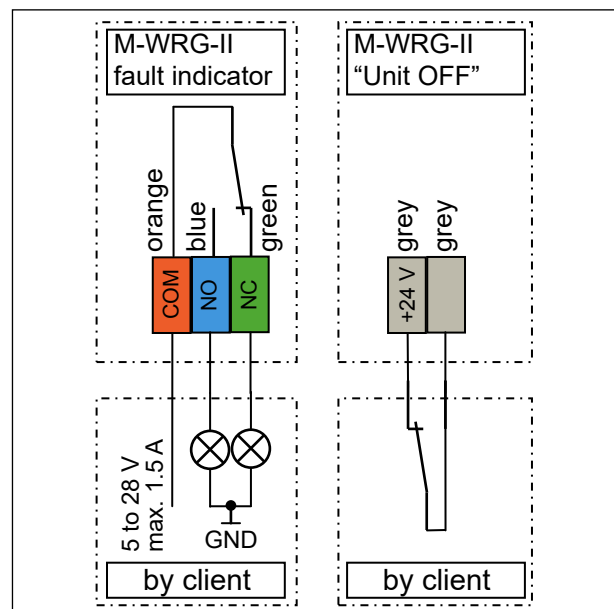 M-WRG-II
fault indicator
orange
blue
green
COM
NO
NC
5 to 28 V
max. 1.5 A
GND
by client
M-WRG-II
“Unit OFF”
grey
grey
+24 V
by client